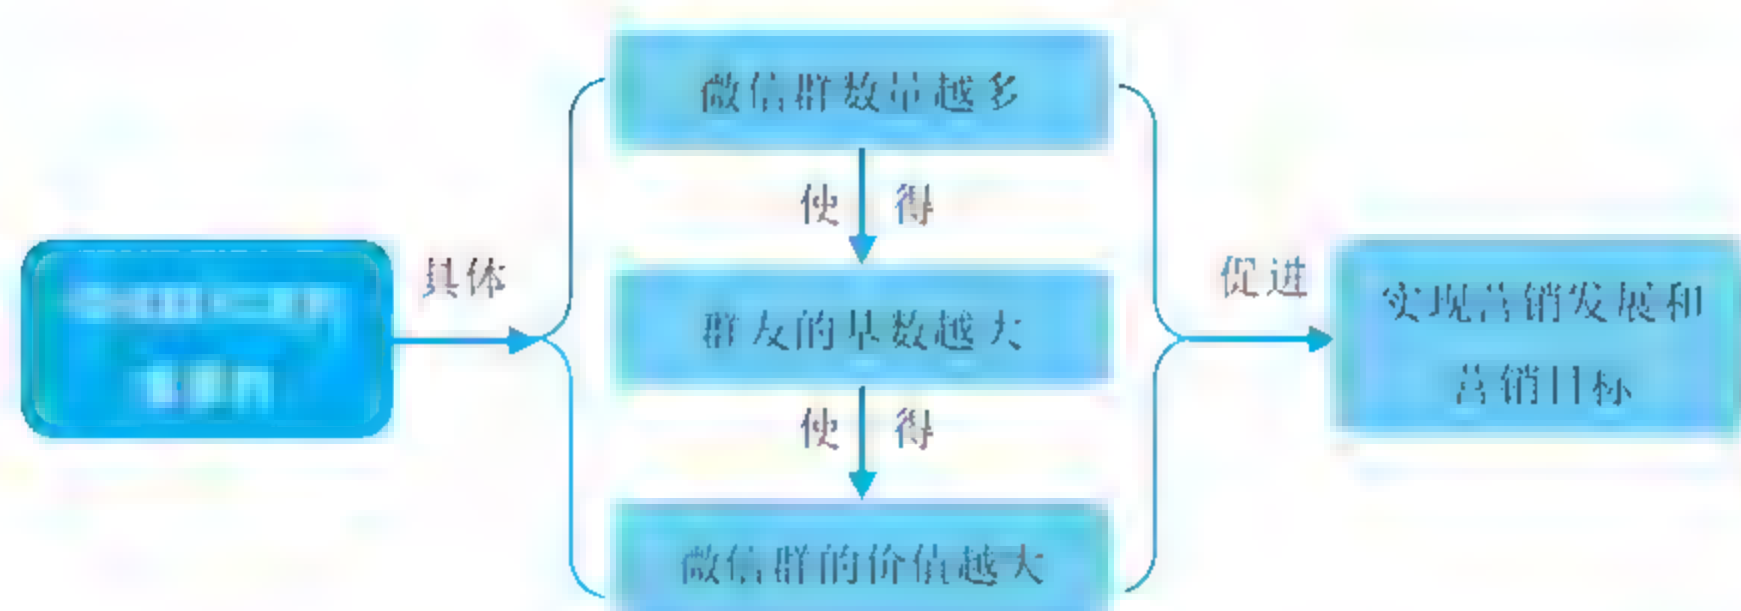 微信群数量越多
使 得
具体
群友的基数越大
促进
实现营销发展和
营销目标
使 得
微信群的价值越大